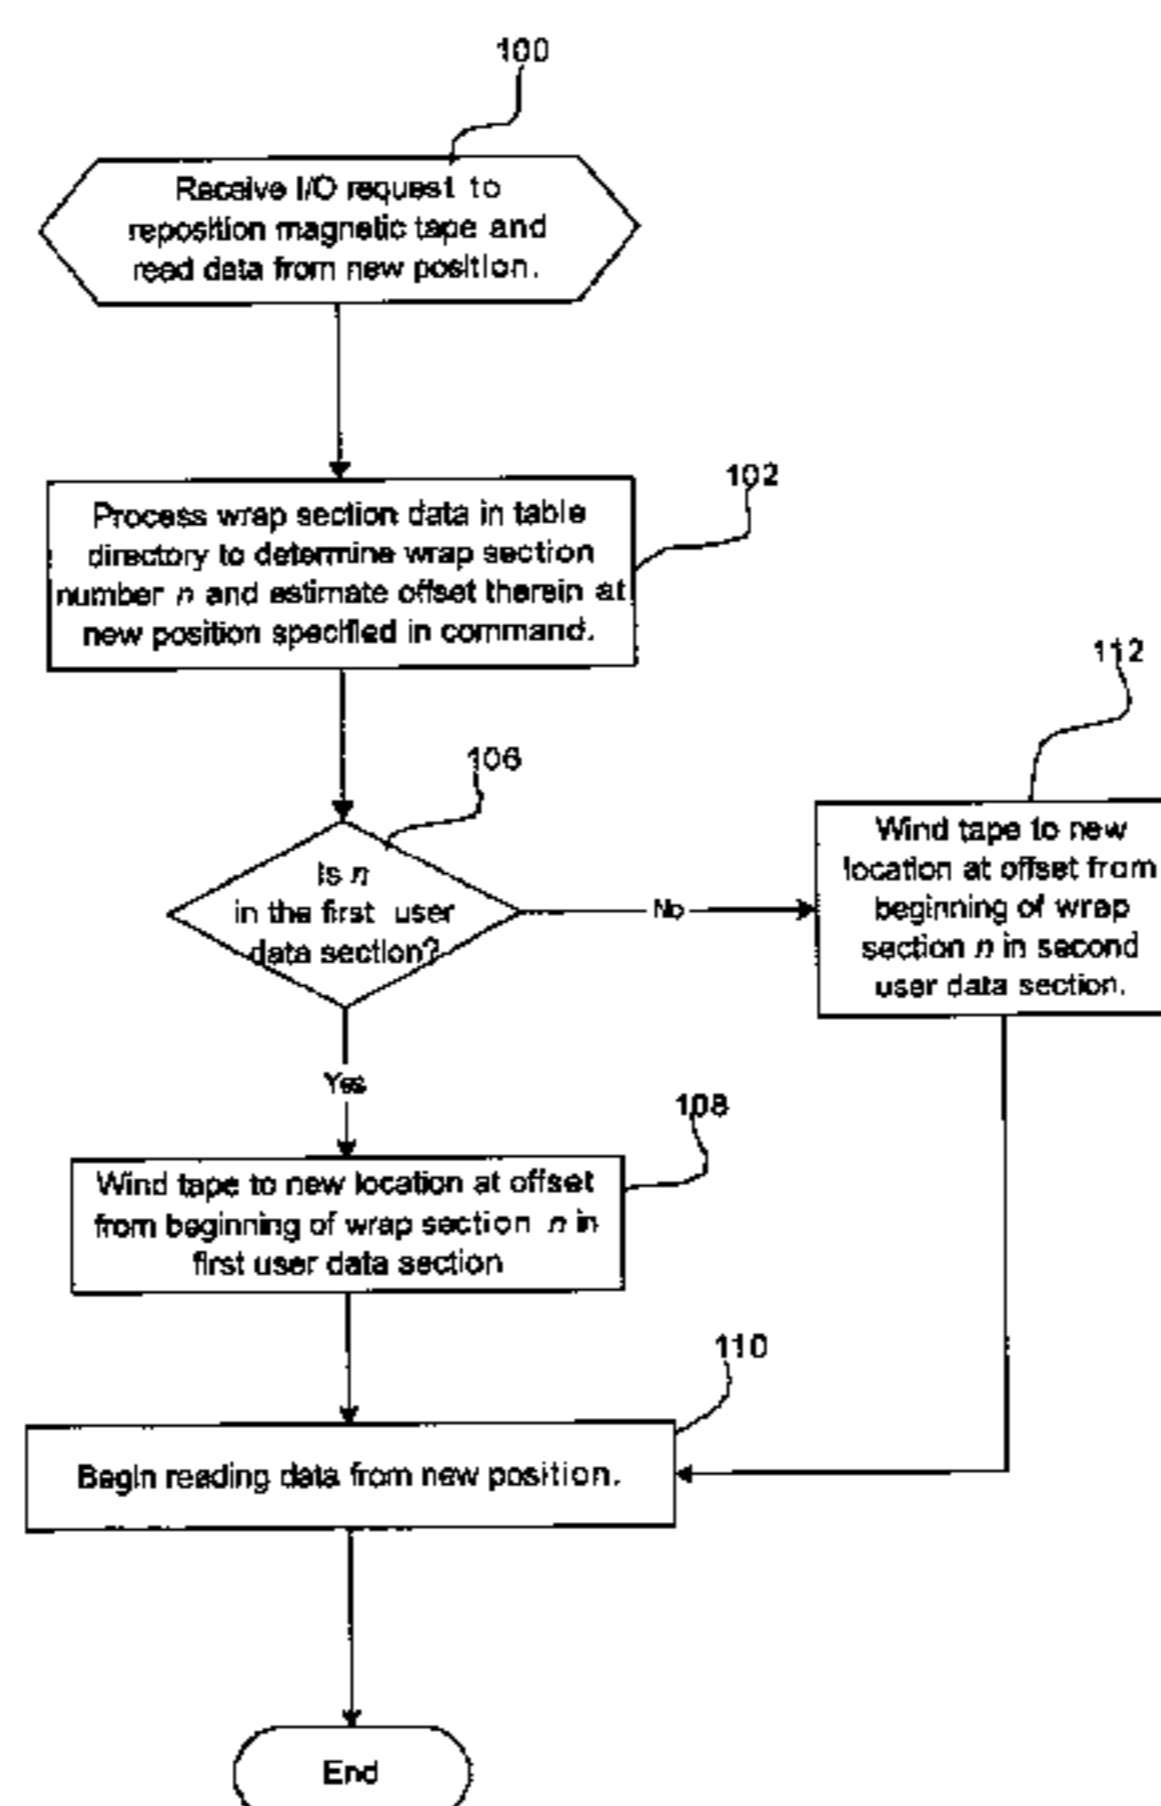 100
Receive I/O request to
reposition magnetic tape and
read data from new position.
102
Process wrap section data in table
directory to determine wrap section
number n and estimate offset therein at
new position specified in command.
106
Is n
in the first user
data section?
No
112
Wind tape to new
location at offset from
beginning of wrap
section n in second
user data section.
Yes
108
Wind tape to new location at offset
from beginning of wrap section n in
first user data section
110
Begin reading data from new position.
End